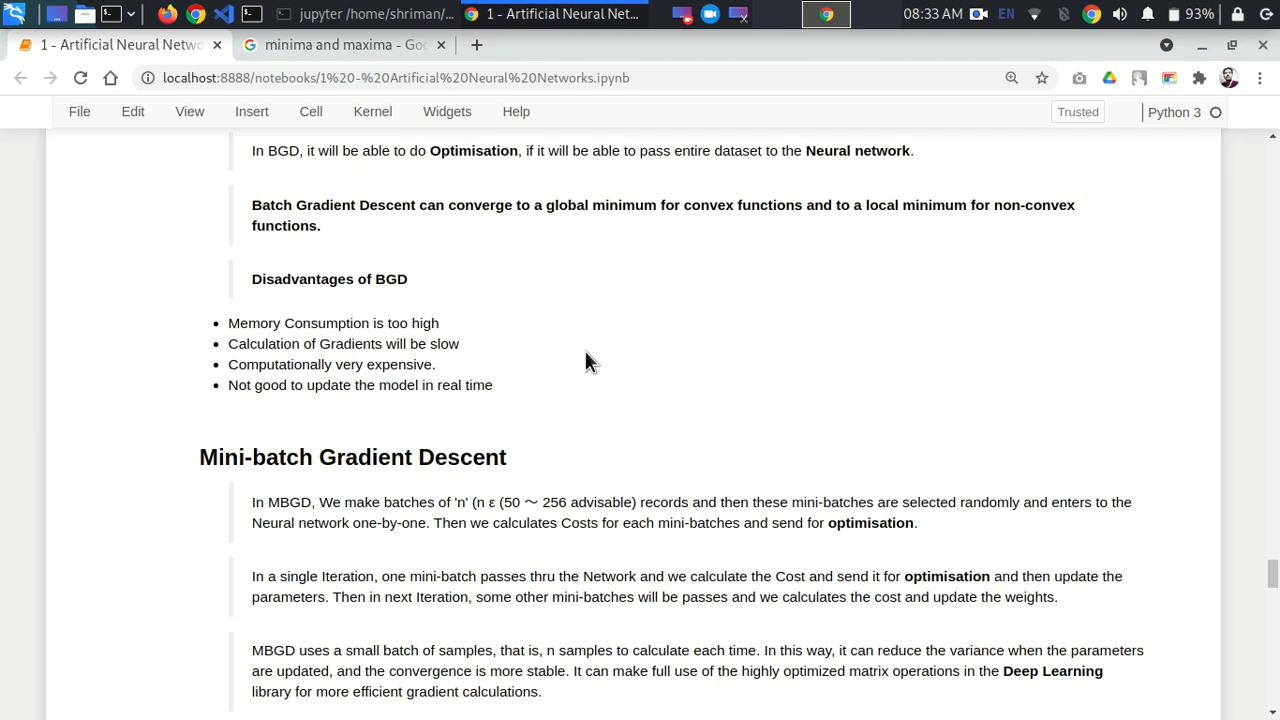 jupyter /home/shriman/...
1 - Artificial Neural Net...
08:33 AM
EN
93%
1 - Artificial Neural Netwo
minima and maxima - Goo
localhost:8888/notebooks/1%20-%20Artificial%20Neural%20Networks.ipynb
File Edit View Insert Cell Kernel Widgets Help
Trusted
Python 3
In BGD, it will be able to do Optimisation, if it will be able to pass entire dataset to the Neural network.
Batch Gradient Descent can converge to a global minimum for convex functions and to a local minimum for non-convex
functions.
Disadvantages of BGD
• Memory Consumption is too high
• Calculation of Gradients will be slow
• Computationally very expensive.
• Not good to update the model in real time
Mini-batch Gradient Descent
In MBGD, We make batches of 'n' (n ε (50 ～ 256 advisable) records and then these mini-batches are selected randomly and enters to the
Neural network one-by-one. Then we calculates Costs for each mini-batches and send for optimisation.
In a single Iteration, one mini-batch passes thru the Network and we calculate the Cost and send it for optimisation and then update the
parameters. Then in next Iteration, some other mini-batches will be passes and we calculates the cost and update the weights.
MBGD uses a small batch of samples, that is, n samples to calculate each time. In this way, it can reduce the variance when the parameters
are updated, and the convergence is more stable. It can make full use of the highly optimized matrix operations in the Deep Learning
library for more efficient gradient calculations.